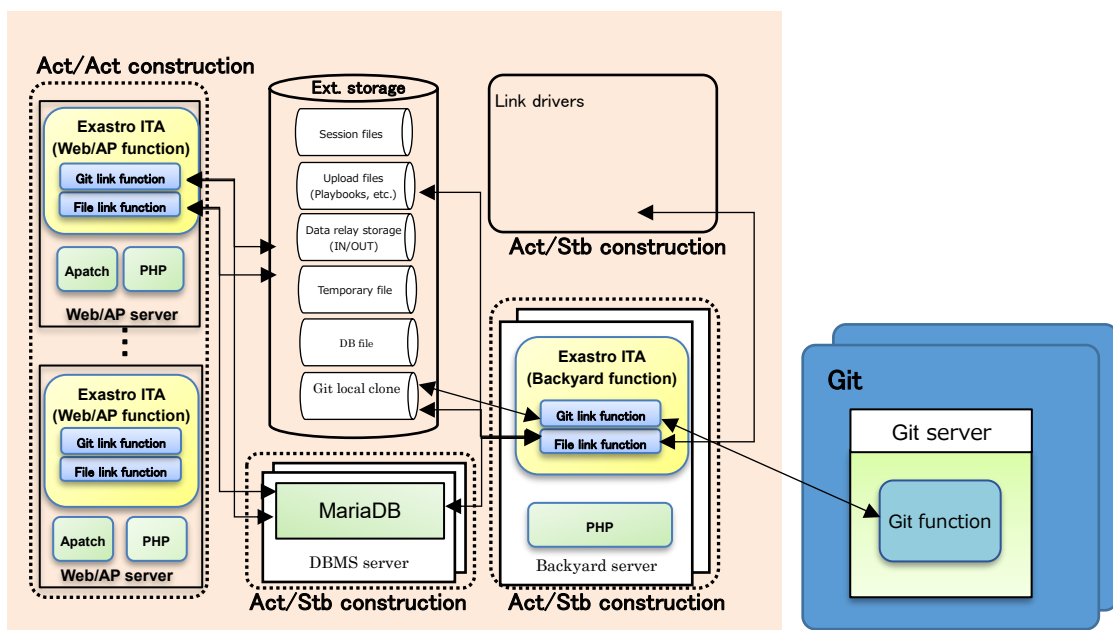 Act/Act construction
Exastro ITA
(Web/AP function)
Git link function
File link function
Apatch
PHP
Web/AP server
Exastro ITA
(Web/AP function)
Git link function
File link function
Apatch
PHP
Web/AP server
Ext. storage
Session files
Upload files
(Playbooks, etc.)
Data relay storage
(IN/OUT)
Temporary file
DB file
Git local clone
MariaDB
DBMS server
Act/Stb construction
Link drivers
Act/Stb construction
Exastro ITA
(Backyard function)
Git link function
File link function
PHP
Backyard server
Act/Stb construction
Git
Git server
Git function